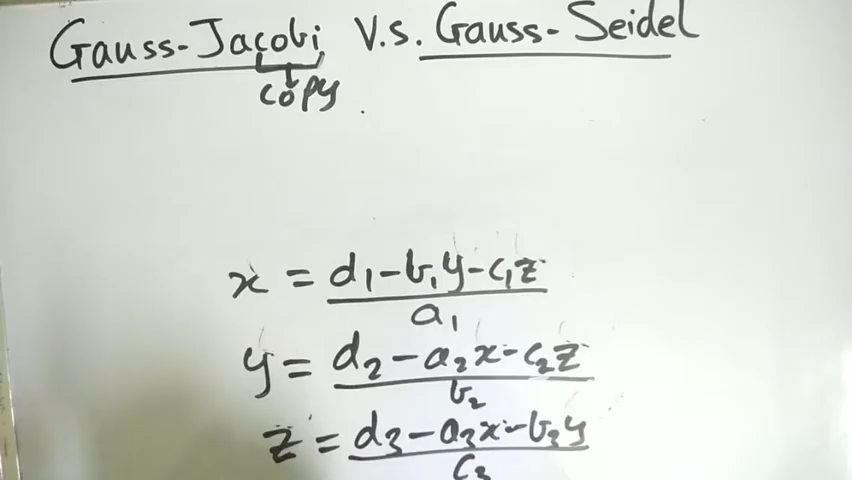 Gauss-Jacobi V.s. Gauss-Seidel
copy
x = d₁-b₁y-c₁z
a₁
y = d₂-a₂x-c₂z
b₂
z = d₃-a₃x-b₃y
c₃